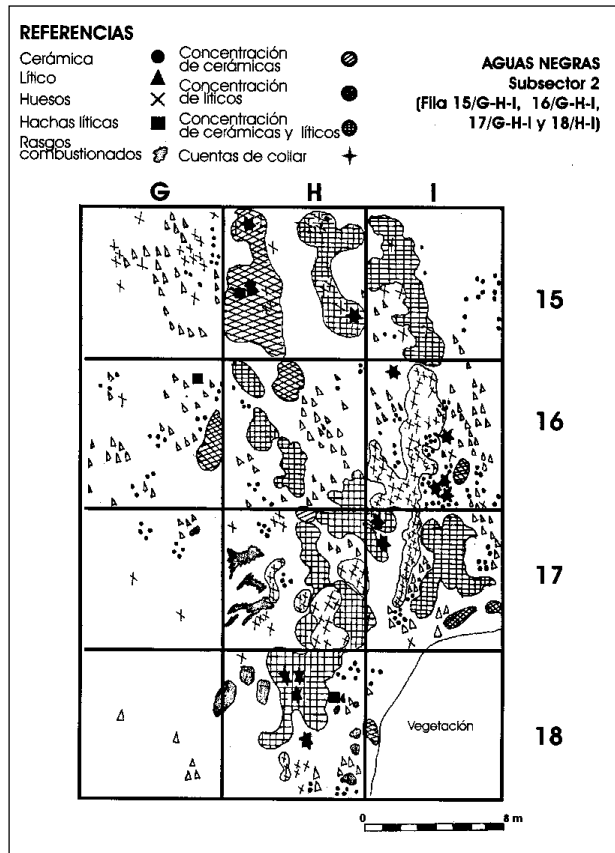 REFERENCIAS
Cerámica
Lítico
Huesos
Hachas líticas
Rasgos
combustionados
Concentración
de cerámicas
Concentración
de líticos
Concentración
de cerámicas y líticos
Cuentas de collar
AGUAS NEGRAS
Subsector 2
(Fila 15/G-H-I, 16/G-H-I,
17/G-H-I y 18/H-I)
G H I
15
16
17
Vegetación
18
0 8 m